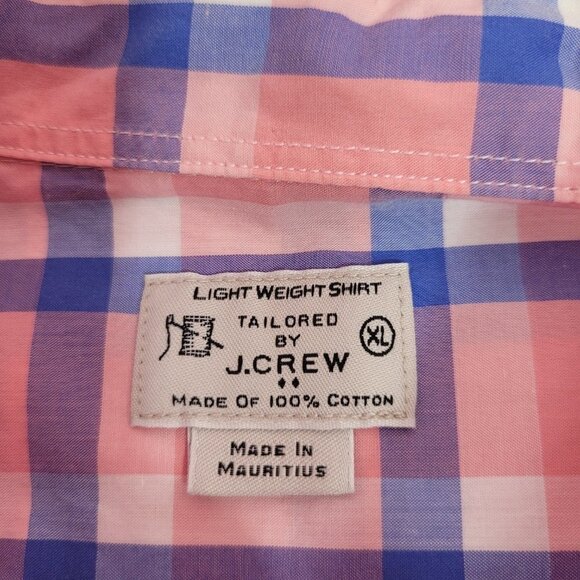 LIGHT WEIGHT SHIRT
TAILORED
BY
XL
J.CREW
MADE OF 100% COTTON
MADE IN
MAURITIUS